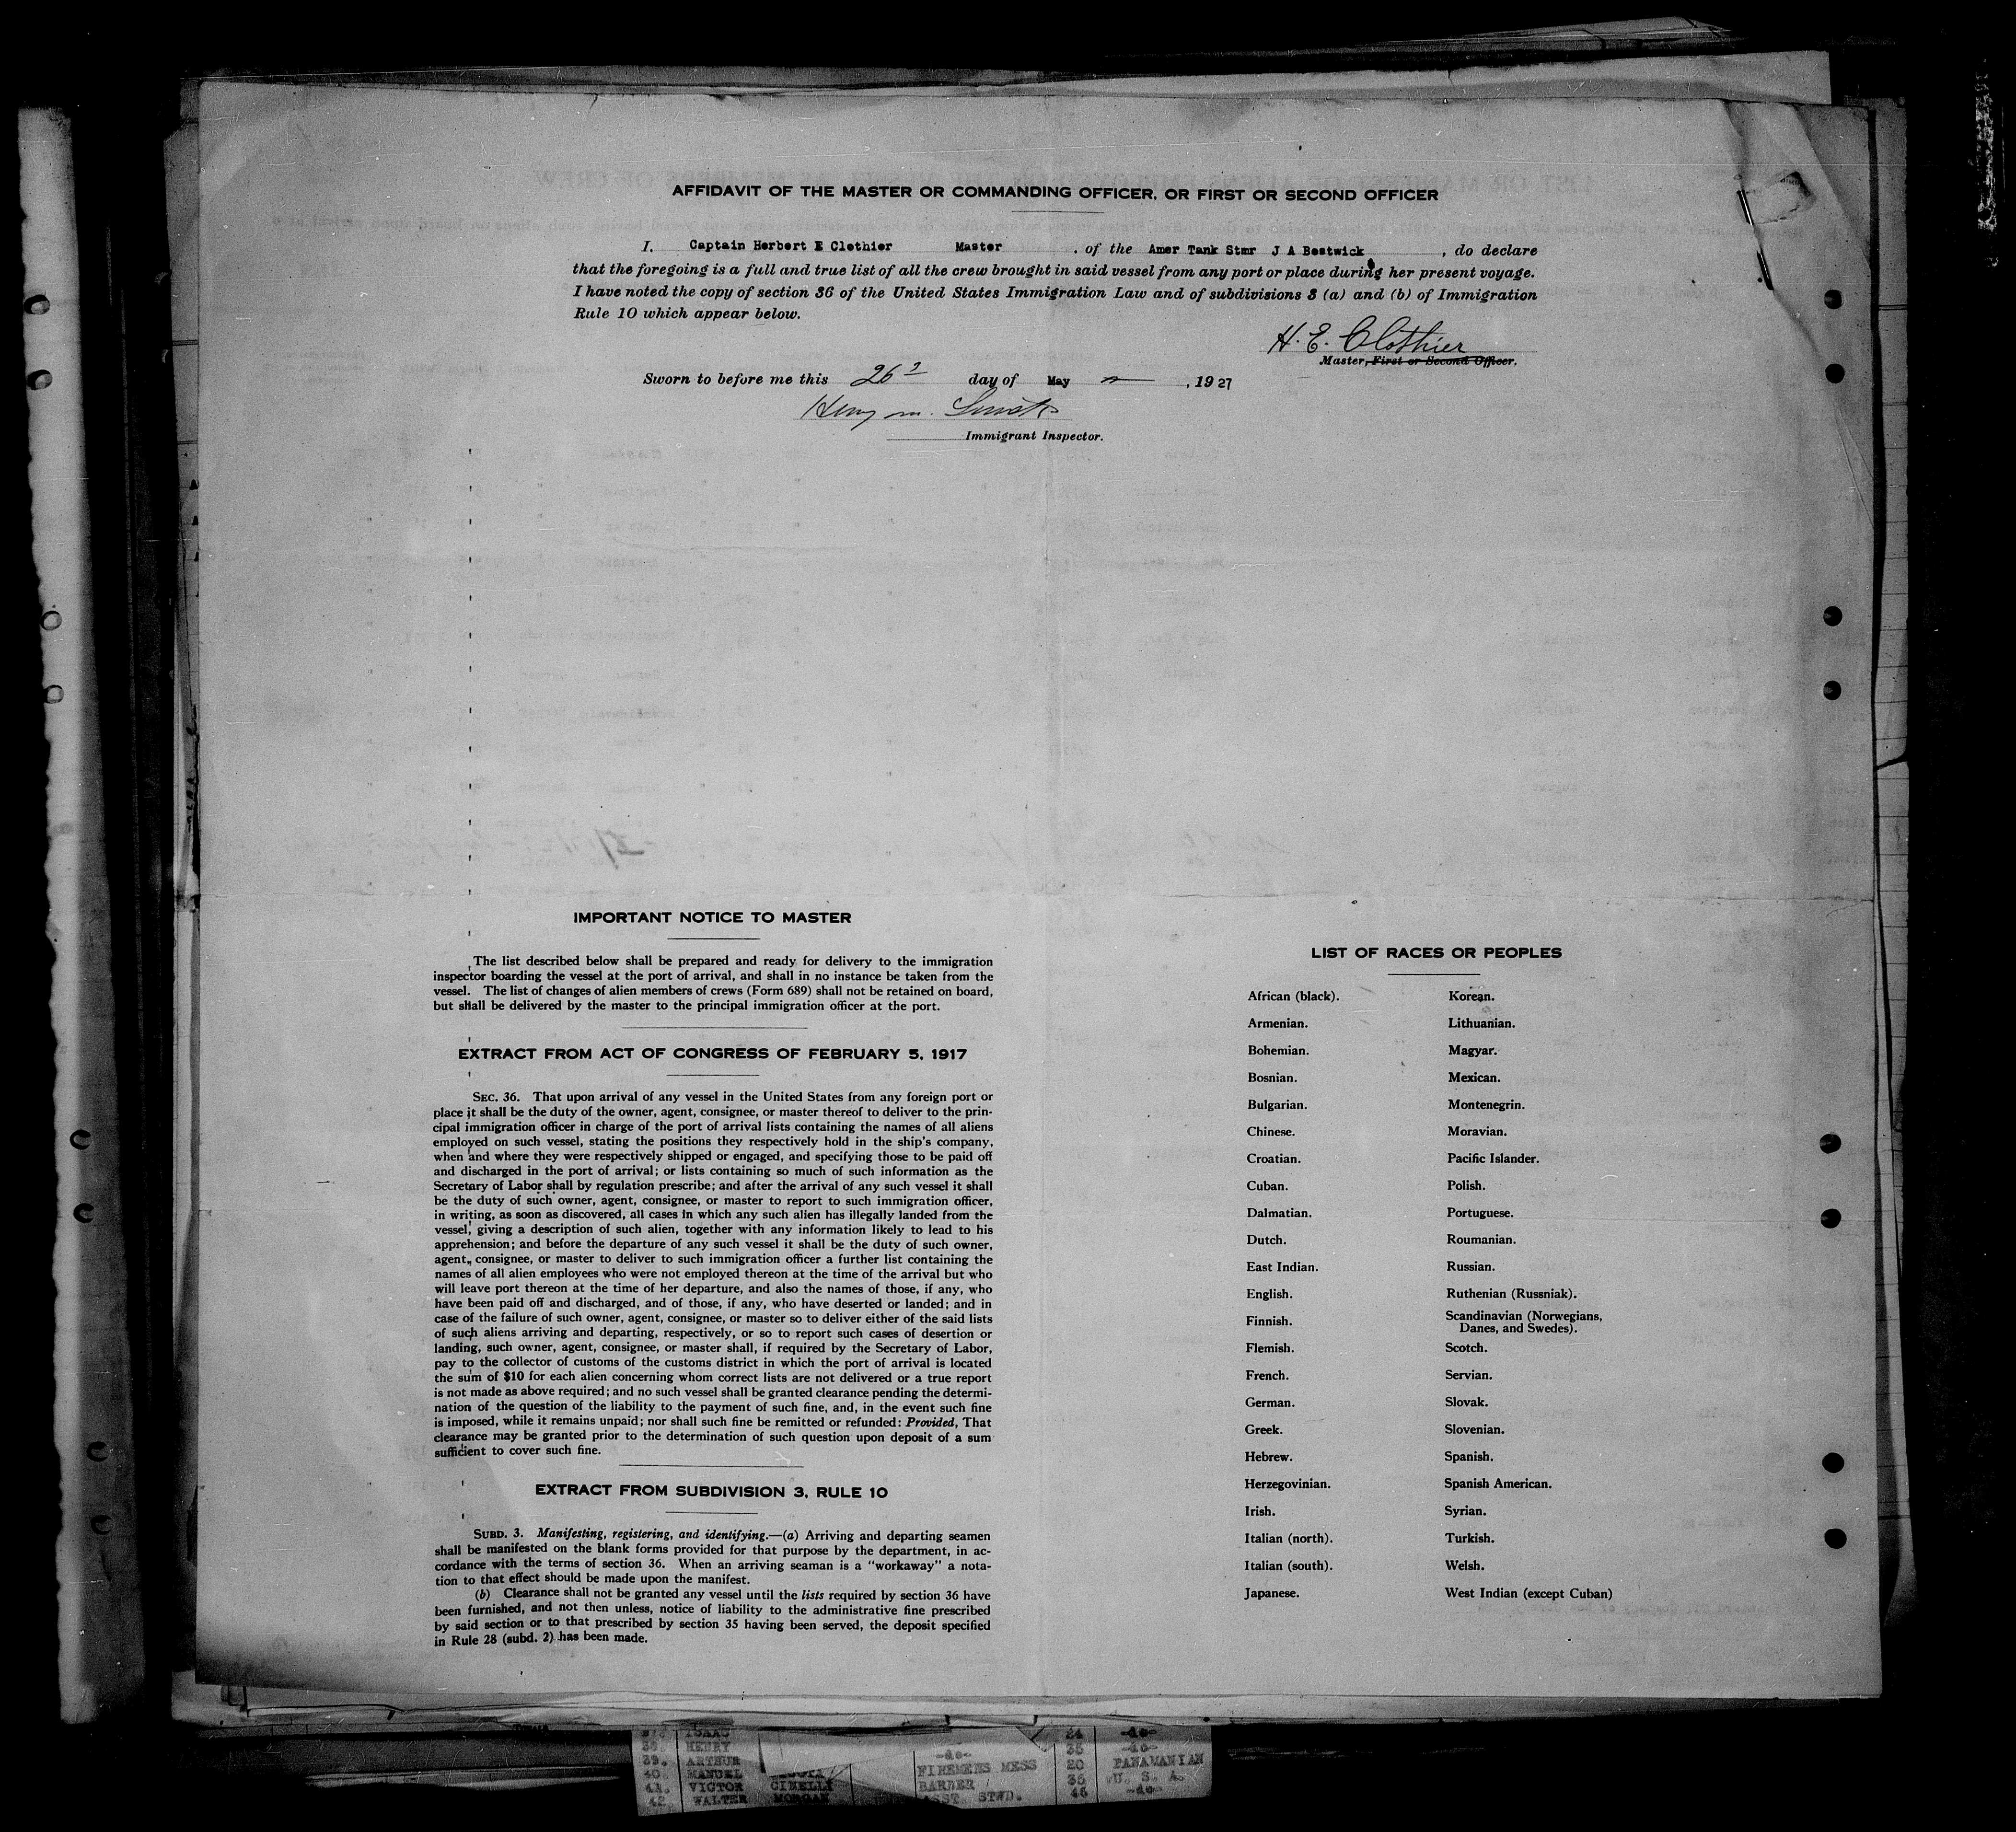 AFFIDAVIT OF THE MASTER OR COMMANDING OFFICER, OR FIRST OR SECOND OFFICER
I, Captain Herbert E Clothier Master , of the Amer Tank Stmr J A Bostwick , do declare
that the foregoing is a full and true list of all the crew brought in said vessel from any port or place during her present voyage.
I have noted the copy of section 36 of the United States Immigration Law and of subdivisions 3 (a) and (b) of Immigration
Rule 10 which appear below.
H. E. Clothier
Master, First or Second Officer.
Sworn to before me this 26 day of May , 1927
Henry m.
Immigrant Inspector.
IMPORTANT NOTICE TO MASTER
The list described below shall be prepared and ready for delivery to the immigration
inspector boarding the vessel at the port of arrival, and shall in no instance be taken from the
vessel. The list of changes of alien members of crews (Form 689) shall not be retained on board,
but shall be delivered by the master to the principal immigration officer at the port.
EXTRACT FROM ACT OF CONGRESS OF FEBRUARY 5, 1917
SEC. 36. That upon arrival of any vessel in the United States from any foreign port or
place it shall be the duty of the owner, agent, consignee, or master thereof to deliver to the prin-
cipal immigration officer in charge of the port of arrival lists containing the names of all aliens
employed on such vessel, stating the positions they respectively hold in the ship's company,
when and where they were respectively shipped or engaged, and specifying those to be paid off
and discharged in the port of arrival; or lists containing so much of such information as the
Secretary of Labor shall by regulation prescribe; and after the arrival of any such vessel it shall
be the duty of such owner, agent, consignee, or master to report to such immigration officer,
in writing, as soon as discovered, all cases in which any such alien has illegally landed from the
vessel, giving a description of such alien, together with any information likely to lead to his
apprehension; and before the departure of any such vessel it shall be the duty of such owner,
agent, consignee, or master to deliver to such immigration officer a further list containing the
names of all alien employees who were not employed thereon at the time of the arrival but who
will leave port thereon at the time of her departure, and also the names of those, if any, who
have been paid off and discharged, and of those, if any, who have deserted or landed; and in
case of the failure of such owner, agent, consignee, or master so to deliver either of the said lists
of such aliens arriving and departing, respectively, or so to report such cases of desertion or
landing, such owner, agent, consignee, or master shall, if required by the Secretary of Labor,
pay to the collector of customs of the customs district in which the port of arrival is located
the sum of $10 for each alien concerning whom correct lists are not delivered or a true report
is not made as above required; and no such vessel shall be granted clearance pending the determi-
nation of the question of the liability to the payment of such fine, and, in the event such fine
is imposed, while it remains unpaid; nor shall such fine be remitted or refunded: Provided, That
clearance may be granted prior to the determination of such question upon deposit of a sum
sufficient to cover such fine.
EXTRACT FROM SUBDIVISION 3, RULE 10
SUBD. 3. Manifesting, registering, and identifying.—(a) Arriving and departing seamen
shall be manifested on the blank forms provided for that purpose by the department, in ac-
cordance with the terms of section 36. When an arriving seaman is a "workaway" a nota-
tion to that effect should be made upon the manifest.
(b) Clearance shall not be granted any vessel until the lists required by section 36 have
been furnished, and not then unless, notice of liability to the administrative fine prescribed
by said section or to that prescribed by section 35 having been served, the deposit specified
in Rule 28 (subd. 2) has been made.
LIST OF RACES OR PEOPLES
African (black). Korean.
Armenian. Lithuanian.
Bohemian. Magyar.
Bosnian. Mexican.
Bulgarian. Montenegrin.
Chinese. Moravian.
Croatian. Pacific Islander.
Cuban. Polish.
Dalmatian. Portuguese.
Dutch. Roumanian.
East Indian. Russian.
English. Ruthenian (Russniak).
Finnish. Scandinavian (Norwegians,
Danes, and Swedes).
Flemish. Scotch.
French. Servian.
German. Slovak.
Greek. Slovenian.
Hebrew. Spanish.
Herzegovinian. Spanish American.
Irish. Syrian.
Italian (north). Turkish.
Italian (south). Welsh.
Japanese. West Indian (except Cuban)
ISAAC 24 -do-
38. HENRY -do- 35 -do-
39. ARTHUR FIREMENS MESS 20 PANAMANIAN
40. MANUEL BARBER 35 U. S. A.
41. VICTOR CINELLI ASST STWD. 46 -do-
42. WALTER MORGAN